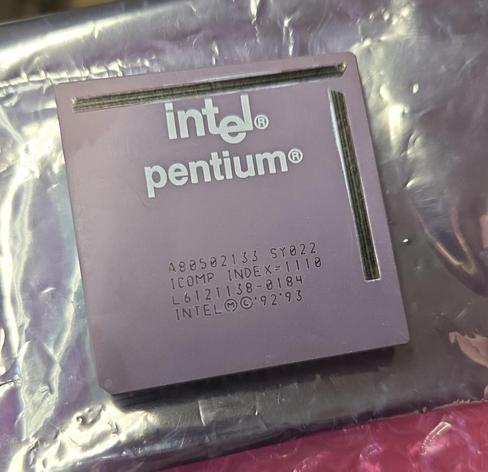 intel®
pentium®
A80502133 SY022
ICOMP INDEX=1110
L6121138-0184
INTEL Ⓜ © '92 '93